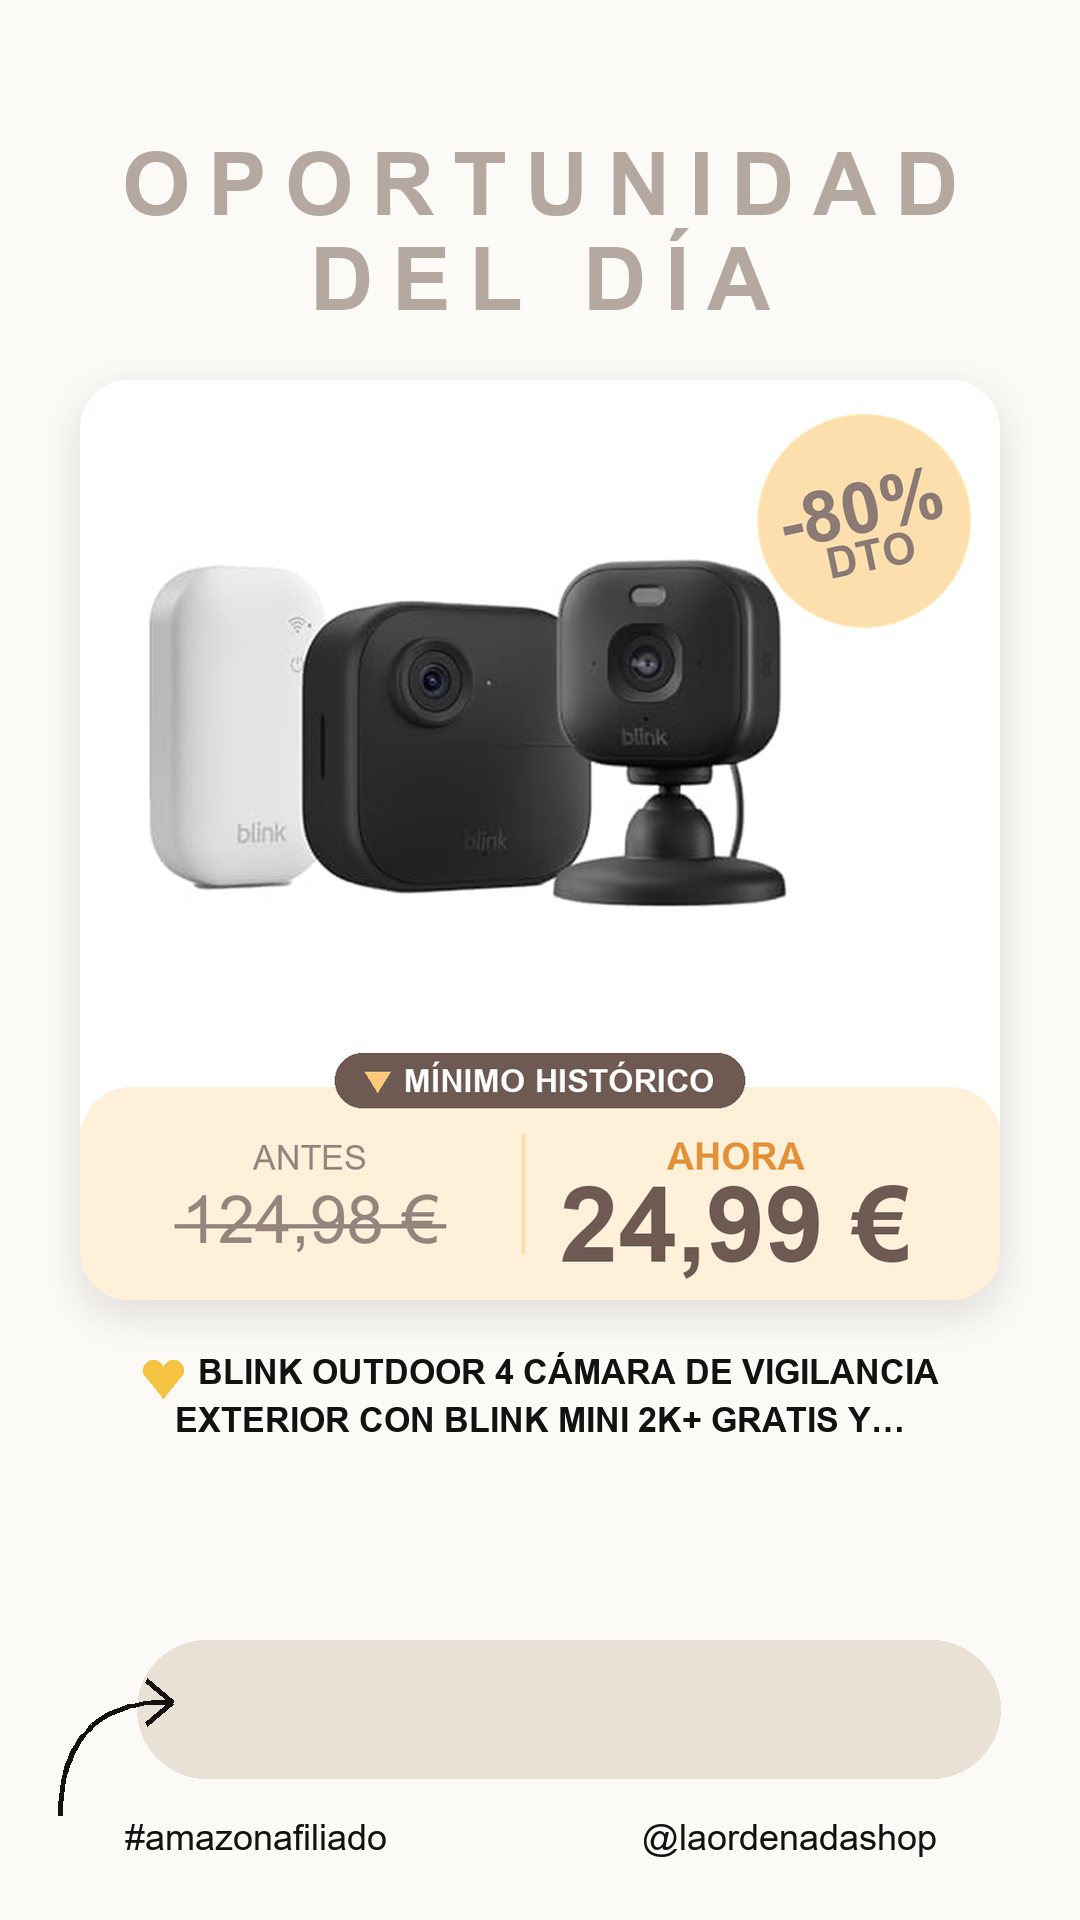 OPORTUNIDAD
DEL DÍA
-80%
DTO
blink
blink
blink
MÍNIMO HISTÓRICO
ANTES
124,98 €
AHORA
24,99 €
BLINK OUTDOOR 4 CÁMARA DE VIGILANCIA
EXTERIOR CON BLINK MINI 2K+ GRATIS Y...
#amazonafiliado
@laordenadashop